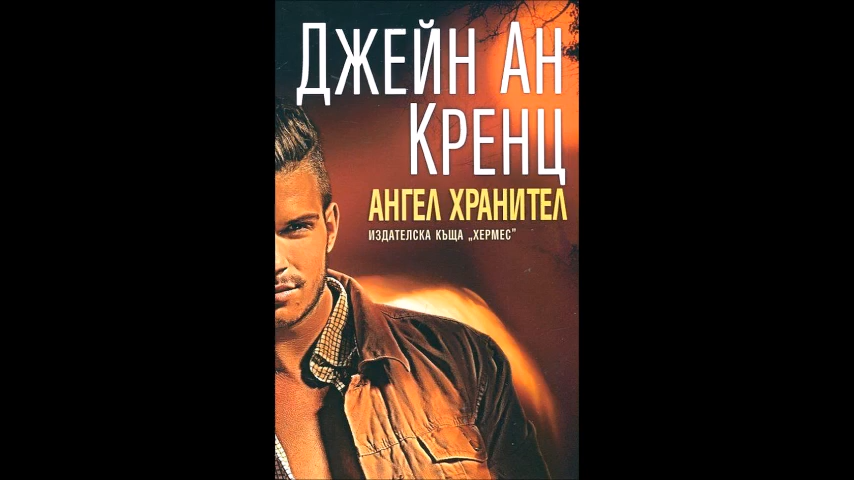 ДЖЕЙН АН
КРЕНЦ
АНГЕЛ ХРАНИТЕЛ
ИЗДАТЕЛСКА КЪЩА „ХЕРМЕС”